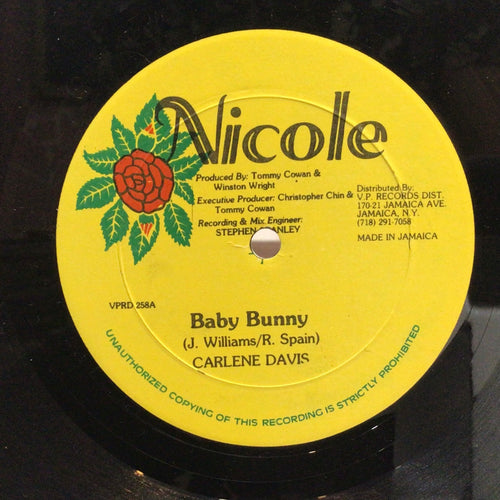 Nicole
Produced By: Tommy Cowan &
Winston Wright
Executive Producer: Christopher Chin &
Tommy Cowan
Recording & Mix Engineer:
STEPHEN
Distributed By:
V.P. RECORDS DIST.
170-21 JAMAICA AVE.
JAMAICA, N.Y.
(718) 291-7058
MADE IN JAMAICA
VPRD 258A
Baby Bunny
(J. Williams/R. Spain)
CARLENE DAVIS
UNAUTHORIZED COPYING OF THIS RECORDING IS STRICTLY PROHIBITED